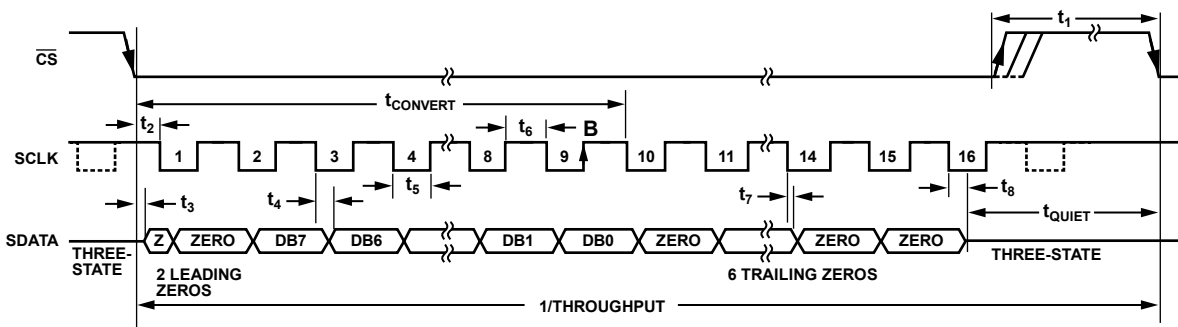 t1
CS
tCONVERT
t2
t6
B
SCLK
1 2 3 4 8 9 10 11 14 15 16
t3
t4
t5
t7
t8
tQUIET
SDATA
Z ZERO DB7 DB6 DB1 DB0 ZERO ZERO ZERO
THREE-
STATE
2 LEADING
ZEROS
6 TRAILING ZEROS
THREE-STATE
1/THROUGHPUT